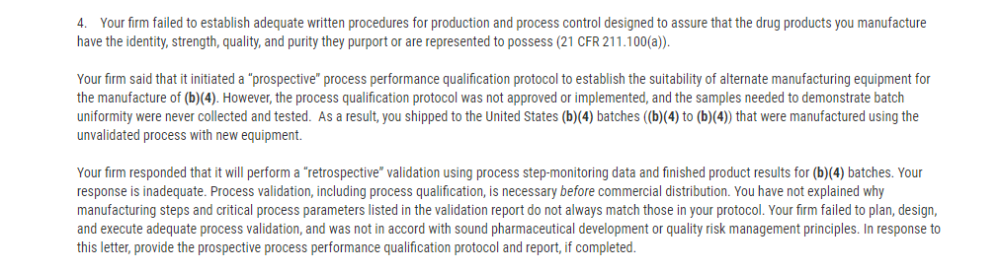 4. Your firm failed to establish adequate written procedures for production and process control designed to assure that the drug products you manufacture
have the identity, strength, quality, and purity they purport or are represented to possess (21 CFR 211.100(a)).
Your firm said that it initiated a "prospective" process performance qualification protocol to establish the suitability of alternate manufacturing equipment for
the manufacture of (b)(4). However, the process qualification protocol was not approved or implemented, and the samples needed to demonstrate batch
uniformity were never collected and tested. As a result, you shipped to the United States (b)(4) batches ((b)(4) to (b)(4)) that were manufactured using the
unvalidated process with new equipment.
Your firm responded that it will perform a "retrospective" validation using process step-monitoring data and finished product results for (b)(4) batches. Your
response is inadequate. Process validation, including process qualification, is necessary before commercial distribution. You have not explained why
manufacturing steps and critical process parameters listed in the validation report do not always match those in your protocol. Your firm failed to plan, design,
and execute adequate process validation, and was not in accord with sound pharmaceutical development or quality risk management principles. In response to
this letter, provide the prospective process performance qualification protocol and report, if completed.